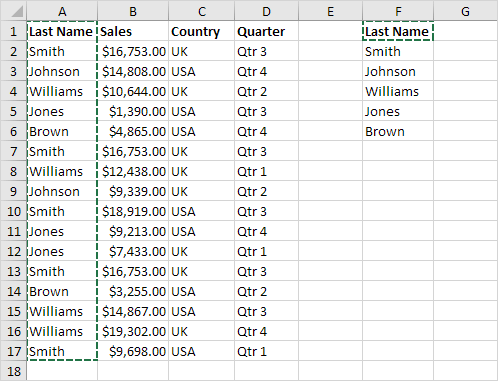 A B C D E F G
1 Last Name Sales Country Quarter Last Name
2 Smith $16,753.00 UK Qtr 3 Smith
3 Johnson $14,808.00 USA Qtr 4 Johnson
4 Williams $10,644.00 UK Qtr 2 Williams
5 Jones $1,390.00 USA Qtr 3 Jones
6 Brown $4,865.00 USA Qtr 4 Brown
7 Smith $16,753.00 UK Qtr 3
8 Williams $12,438.00 UK Qtr 1
9 Johnson $9,339.00 UK Qtr 2
10 Smith $18,919.00 USA Qtr 3
11 Jones $9,213.00 USA Qtr 4
12 Jones $7,433.00 UK Qtr 1
13 Smith $16,753.00 UK Qtr 3
14 Brown $3,255.00 USA Qtr 2
15 Williams $14,867.00 USA Qtr 3
16 Williams $19,302.00 UK Qtr 4
17 Smith $9,698.00 USA Qtr 1
18